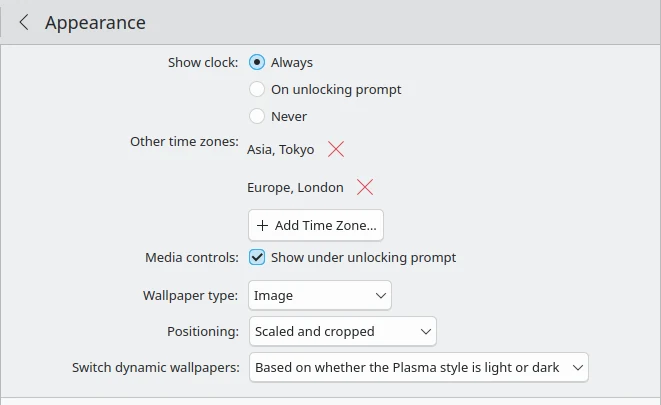 Appearance
Show clock: Always
On unlocking prompt
Never
Other time zones:
Asia, Tokyo
Europe, London
Add Time Zone...
Media controls: Show under unlocking prompt
Wallpaper type: Image
Positioning: Scaled and cropped
Switch dynamic wallpapers: Based on whether the Plasma style is light or dark